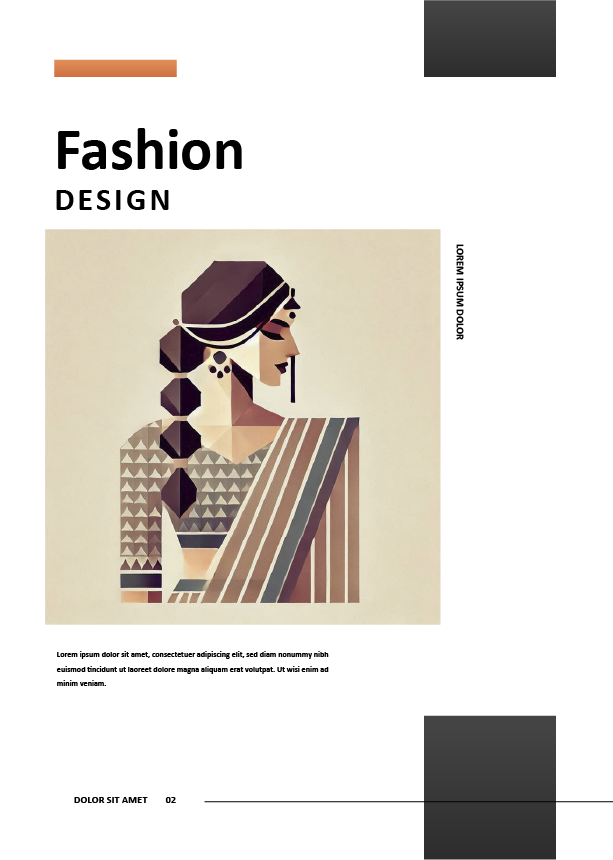 Fashion
DESIGN
LOREM IPSUM DOLOR
Lorem ipsum dolor sit amet, consectetuer adipiscing elit, sed diam nonummy nibh
euismod tincidunt ut laoreet dolore magna aliquam erat volutpat. Ut wisi enim ad
minim veniam.
DOLOR SIT AMET 02